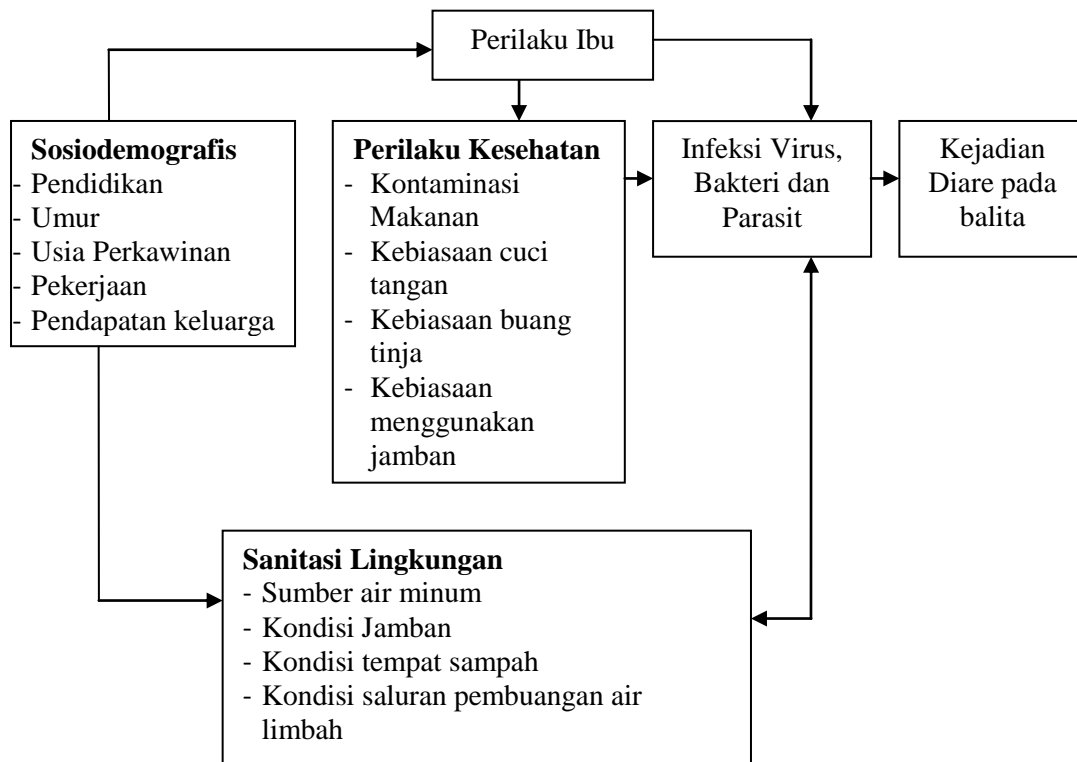 Perilaku Ibu
Sosiodemografis
- Pendidikan
- Umur
- Usia Perkawinan
- Pekerjaan
- Pendapatan keluarga
Perilaku Kesehatan
- Kontaminasi
Makanan
- Kebiasaan cuci
tangan
- Kebiasaan buang
tinja
- Kebiasaan
menggunakan
jamban
Infeksi Virus,
Bakteri dan
Parasit
Kejadian
Diare pada
balita
Sanitasi Lingkungan
- Sumber air minum
- Kondisi Jamban
- Kondisi tempat sampah
- Kondisi saluran pembuangan air
limbah